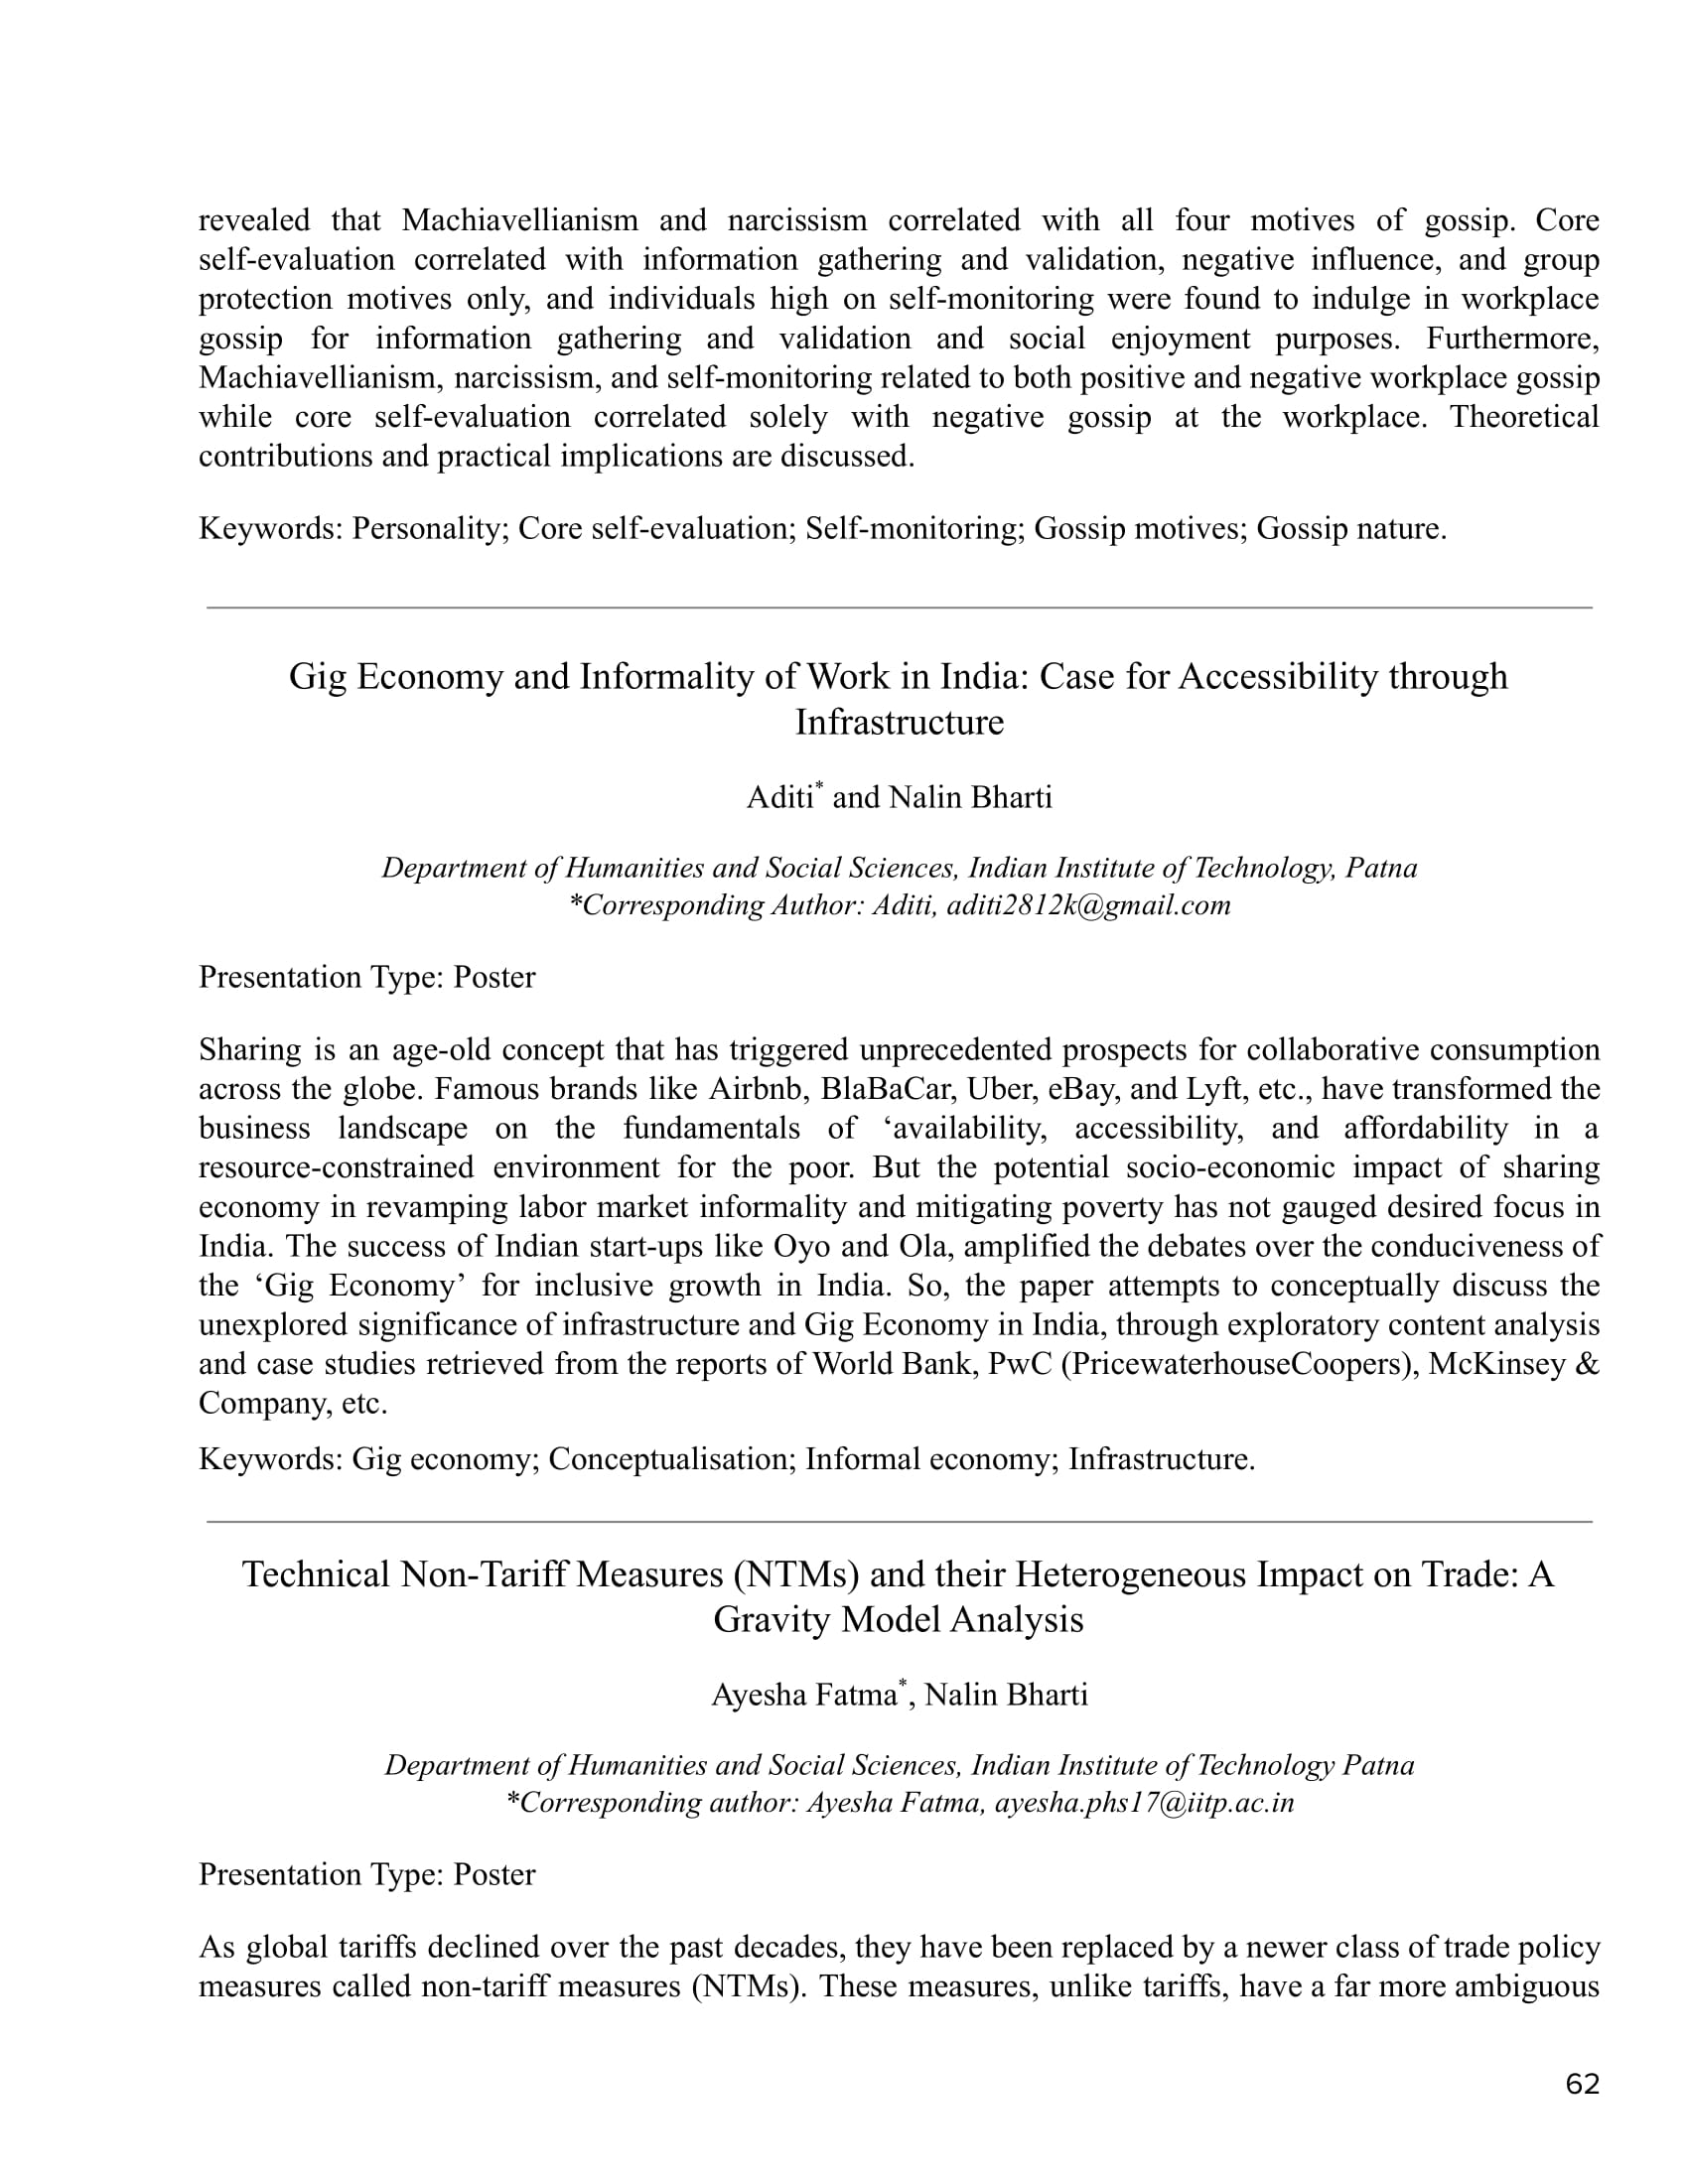 revealed that Machiavellianism and narcissism correlated with all four motives of gossip. Core
self-evaluation correlated with information gathering and validation, negative influence, and group
protection motives only, and individuals high on self-monitoring were found to indulge in workplace
gossip for information gathering and validation and social enjoyment purposes. Furthermore,
Machiavellianism, narcissism, and self-monitoring related to both positive and negative workplace gossip
while core self-evaluation correlated solely with negative gossip at the workplace. Theoretical
contributions and practical implications are discussed.
Keywords: Personality; Core self-evaluation; Self-monitoring; Gossip motives; Gossip nature.
Gig Economy and Informality of Work in India: Case for Accessibility through
Infrastructure
Aditi* and Nalin Bharti
Department of Humanities and Social Sciences, Indian Institute of Technology, Patna
*Corresponding Author: Aditi, aditi2812k@gmail.com
Presentation Type: Poster
Sharing is an age-old concept that has triggered unprecedented prospects for collaborative consumption
across the globe. Famous brands like Airbnb, BlaBaCar, Uber, eBay, and Lyft, etc., have transformed the
business landscape on the fundamentals of ‘availability, accessibility, and affordability in a
resource-constrained environment for the poor. But the potential socio-economic impact of sharing
economy in revamping labor market informality and mitigating poverty has not gauged desired focus in
India. The success of Indian start-ups like Oyo and Ola, amplified the debates over the conduciveness of
the ‘Gig Economy’ for inclusive growth in India. So, the paper attempts to conceptually discuss the
unexplored significance of infrastructure and Gig Economy in India, through exploratory content analysis
and case studies retrieved from the reports of World Bank, PwC (PricewaterhouseCoopers), McKinsey &
Company, etc.
Keywords: Gig economy; Conceptualisation; Informal economy; Infrastructure.
Technical Non-Tariff Measures (NTMs) and their Heterogeneous Impact on Trade: A
Gravity Model Analysis
Ayesha Fatma*, Nalin Bharti
Department of Humanities and Social Sciences, Indian Institute of Technology Patna
*Corresponding author: Ayesha Fatma, ayesha.phs17@iitp.ac.in
Presentation Type: Poster
As global tariffs declined over the past decades, they have been replaced by a newer class of trade policy
measures called non-tariff measures (NTMs). These measures, unlike tariffs, have a far more ambiguous
62